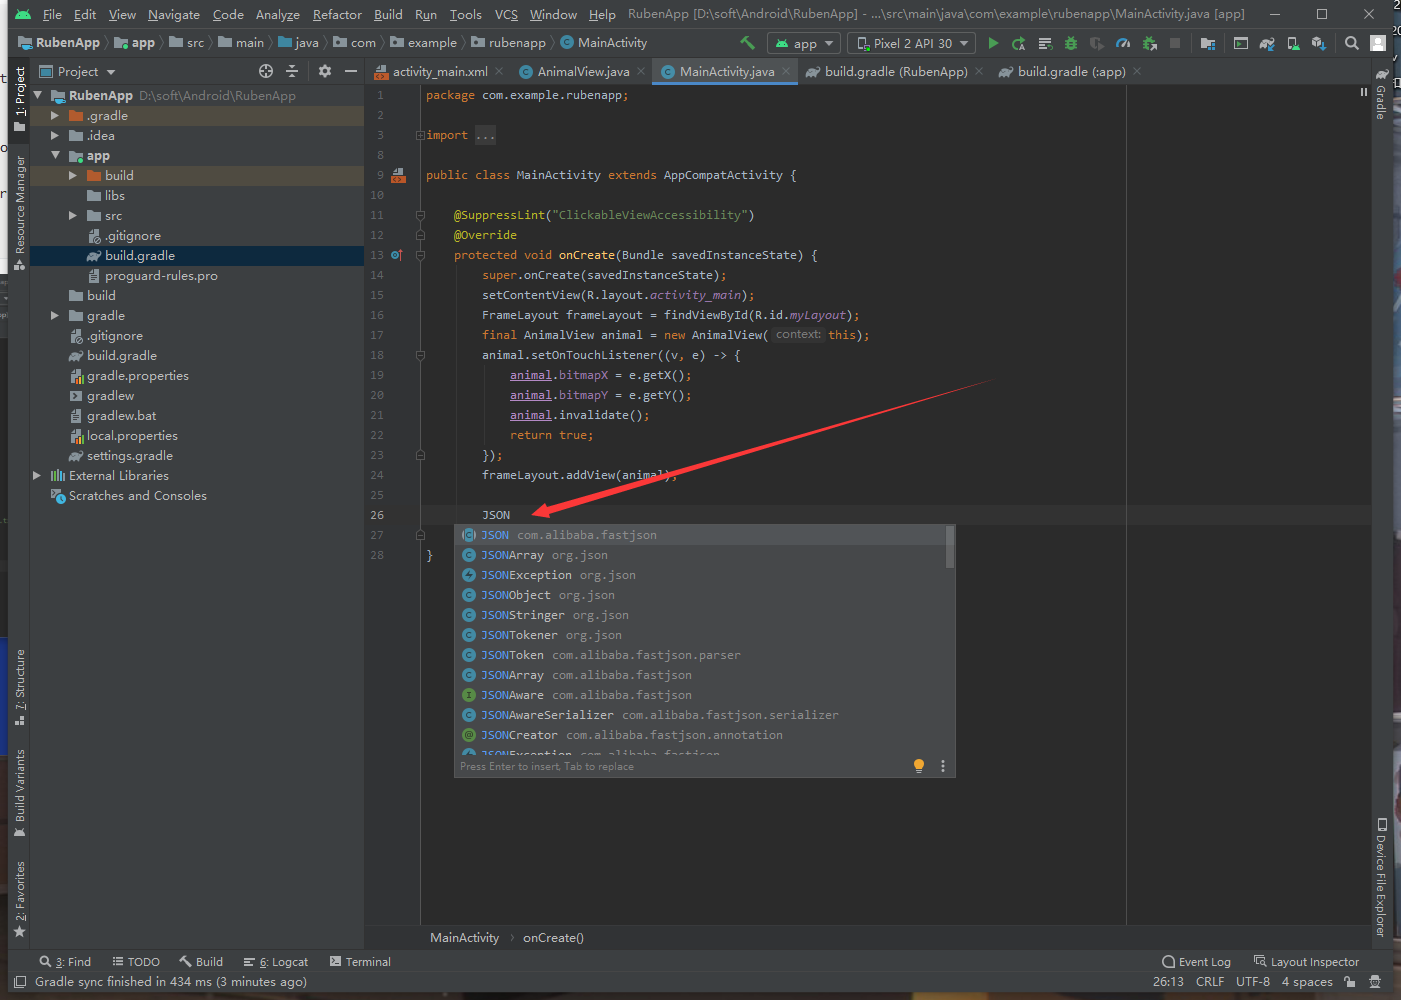 File Edit View Navigate Code Analyze Refactor Build Run Tools VCS Window Help RubenApp [D:\soft\Android\RubenApp] - ...\src\main\java\com\example\rubenapp\MainActivity.java [app]
RubenApp app src main java com example rubenapp MainActivity app Pixel 2 API 30
Project
activity_main.xml AnimalView.java MainActivity.java build.gradle (RubenApp) build.gradle (:app)
1: Project
Resource Manager
7: Structure
Build Variants
2: Favorites
RubenApp D:\soft\Android\RubenApp
.gradle
.idea
app
build
libs
src
.gitignore
build.gradle
proguard-rules.pro
build
gradle
.gitignore
build.gradle
gradle.properties
gradlew
gradlew.bat
local.properties
settings.gradle
External Libraries
Scratches and Consoles
1 package com.example.rubenapp;
2
3 import ...
8
9 public class MainActivity extends AppCompatActivity {
10
11 @SuppressLint("ClickableViewAccessibility")
12 @Override
13 protected void onCreate(Bundle savedInstanceState) {
14 super.onCreate(savedInstanceState);
15 setContentView(R.layout.activity_main);
16 FrameLayout frameLayout = findViewById(R.id.myLayout);
17 final AnimalView animal = new AnimalView( context: this);
18 animal.setOnTouchListener((v, e) -> {
19 animal.bitmapX = e.getX();
20 animal.bitmapY = e.getY();
21 animal.invalidate();
22 return true;
23 });
24 frameLayout.addView(animal);
25
26 JSON
27
28 }
JSON com.alibaba.fastjson
JSONArray org.json
JSONException org.json
JSONObject org.json
JSONStringer org.json
JSONTokener org.json
JSONToken com.alibaba.fastjson.parser
JSONArray com.alibaba.fastjson
JSONAware com.alibaba.fastjson
JSONAwareSerializer com.alibaba.fastjson.serializer
JSONCreator com.alibaba.fastjson.annotation
JSONException com.alibaba.fastjson
Press Enter to insert, Tab to replace
Gradle
Device File Explorer
MainActivity onCreate()
3: Find TODO Build 6: Logcat Terminal Event Log Layout Inspector
Gradle sync finished in 434 ms (3 minutes ago) 26:13 CRLF UTF-8 4 spaces